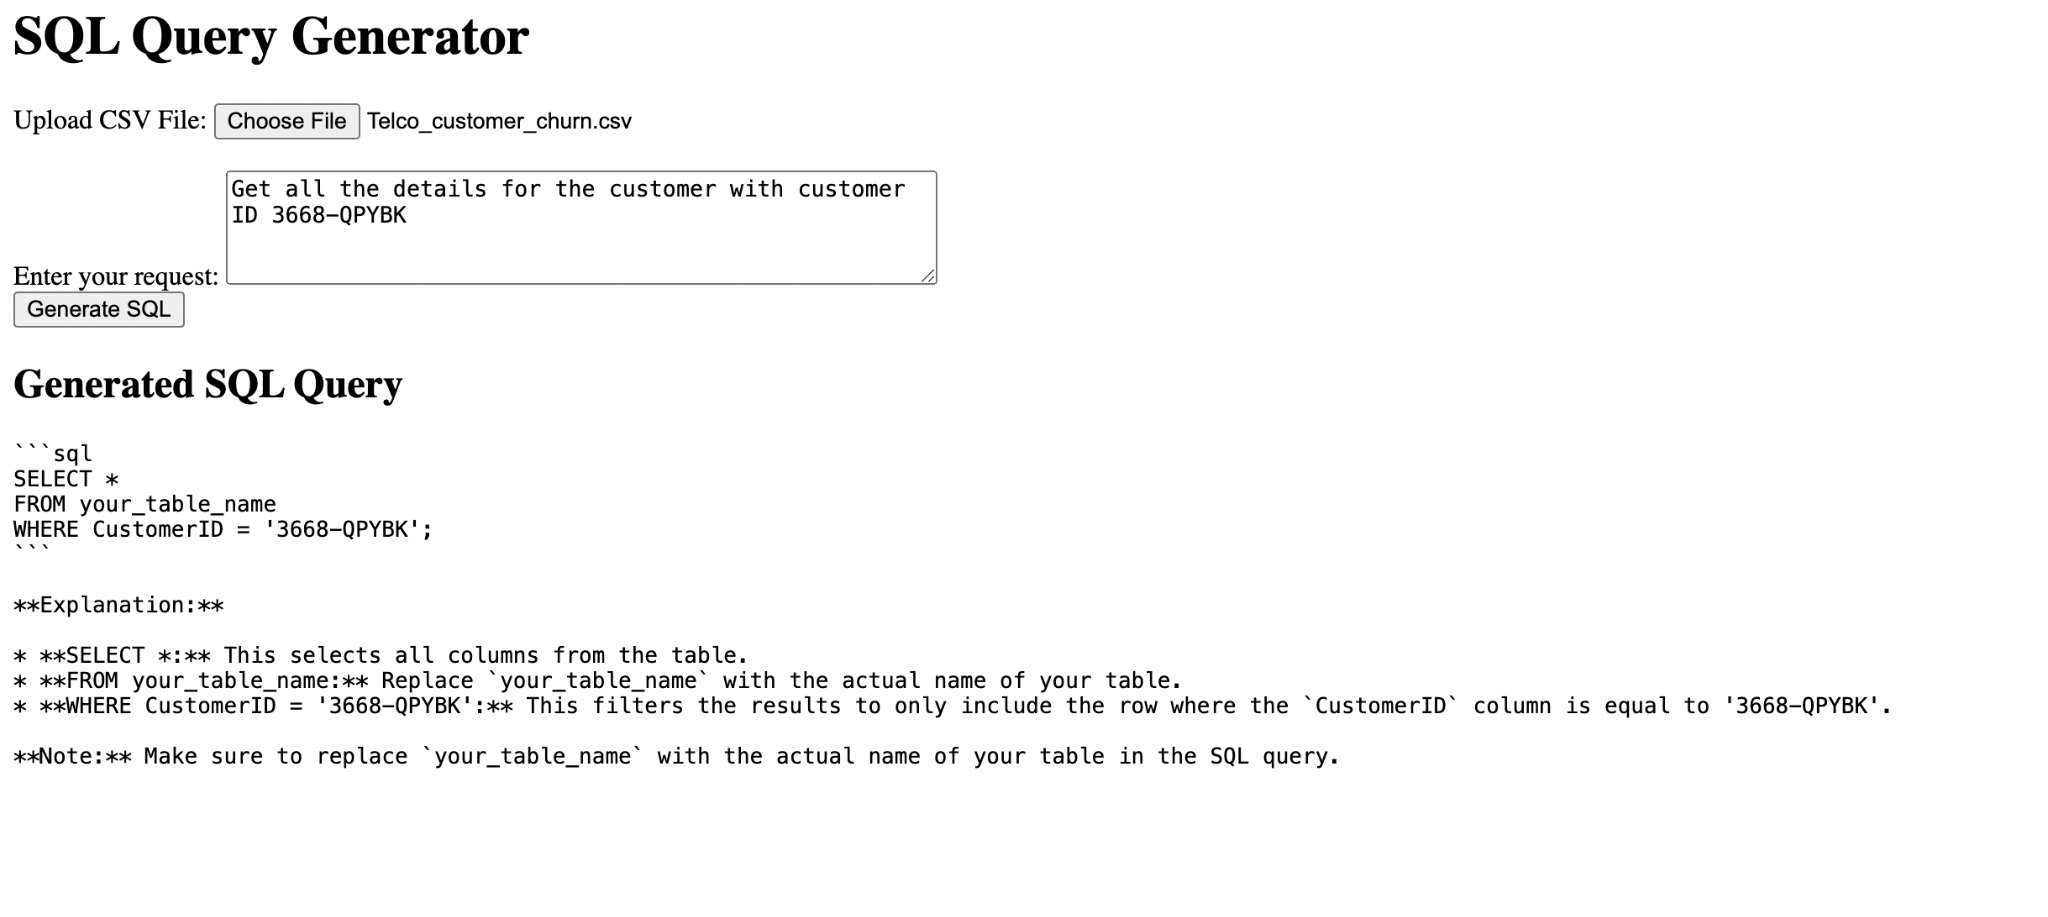 SQL Query Generator
Upload CSV File: Choose File Telco_customer_churn.csv
Get all the details for the customer with customer
ID 3668-QPYBK
Enter your request:
Generate SQL
Generated SQL Query
```sql
SELECT *
FROM your_table_name
WHERE CustomerID = '3668-QPYBK';
```
**Explanation:**
* **SELECT *:** This selects all columns from the table.
* **FROM your_table_name:** Replace `your_table_name` with the actual name of your table.
* **WHERE CustomerID = '3668-QPYBK':** This filters the results to only include the row where the `CustomerID` column is equal to '3668-QPYBK'.
**Note:** Make sure to replace `your_table_name` with the actual name of your table in the SQL query.